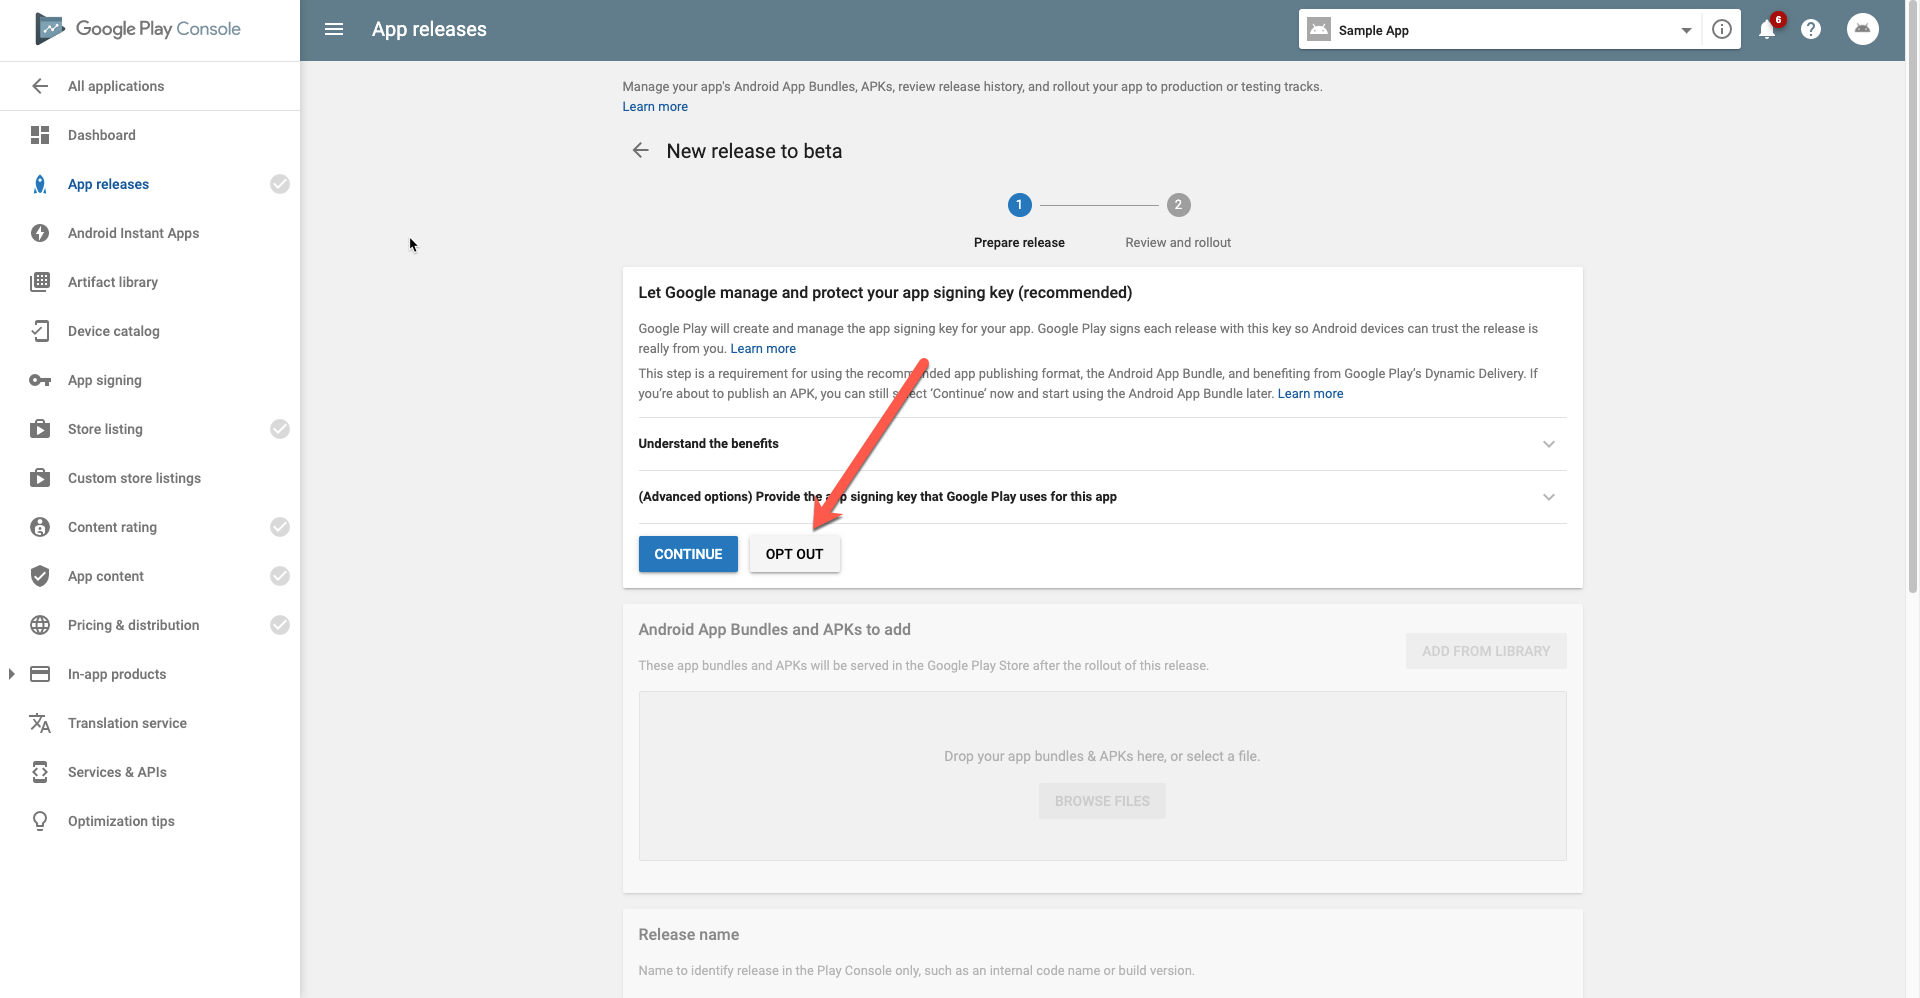 Google Play Console
App releases
Sample App
6
All applications
Dashboard
App releases
Android Instant Apps
Artifact library
Device catalog
App signing
Store listing
Custom store listings
Content rating
App content
Pricing & distribution
In-app products
Translation service
Services & APIs
Optimization tips
Manage your app's Android App Bundles, APKs, review release history, and rollout your app to production or testing tracks.
Learn more
New release to beta
1
2
Prepare release
Review and rollout
Let Google manage and protect your app signing key (recommended)
Google Play will create and manage the app signing key for your app. Google Play signs each release with this key so Android devices can trust the release is
really from you. Learn more
This step is a requirement for using the recommended app publishing format, the Android App Bundle, and benefiting from Google Play's Dynamic Delivery. If
you're about to publish an APK, you can still select ‘Continue’ now and start using the Android App Bundle later. Learn more
Understand the benefits
(Advanced options) Provide the app signing key that Google Play uses for this app
CONTINUE
OPT OUT
Android App Bundles and APKs to add
ADD FROM LIBRARY
These app bundles and APKs will be served in the Google Play Store after the rollout of this release.
Drop your app bundles & APKs here, or select a file.
BROWSE FILES
Release name
Name to identify release in the Play Console only, such as an internal code name or build version.